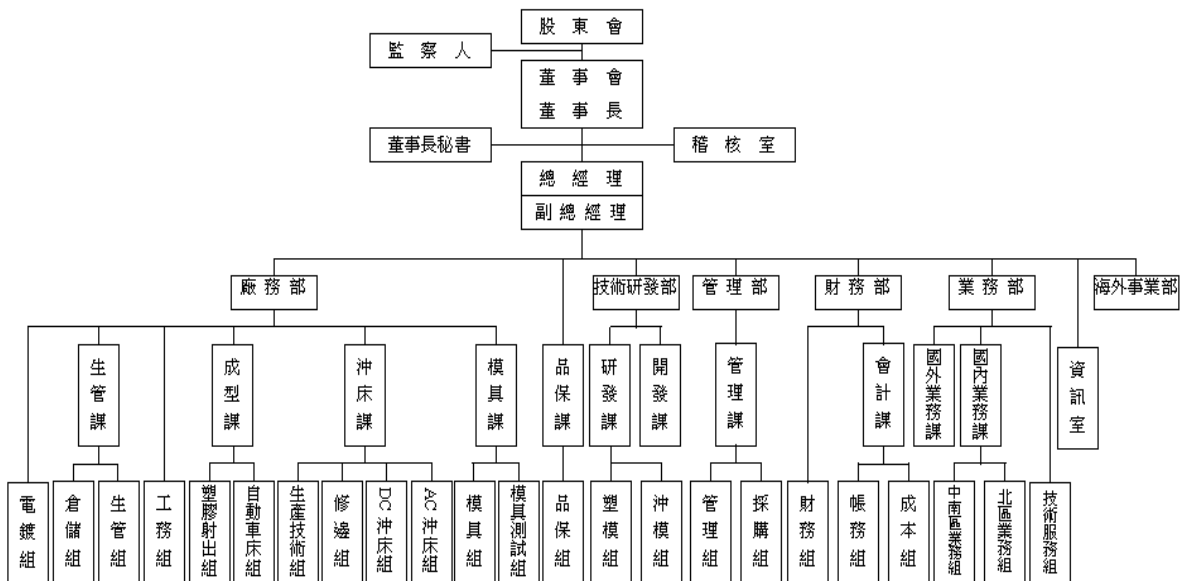 股東會
監察人
董事會
董事長
董事長秘書
稽核室
總經理
副總經理
廠務部
技術研發部
管理部
財務部
業務部
海外事業部
生管課
成型課
沖床課
模具課
品保課
研發課
開發課
管理課
會計課
國外業務課
國內業務課
資訊室
電鍍組
倉儲組
生管組
工務組
塑膠射出組
自動車床組
生產技術組
修邊組
DC沖床組
AC沖床組
模具組
模具測試組
品保組
塑模組
沖模組
管理組
採購組
財務組
帳務組
成本組
中南區業務組
北區業務組
技術服務組